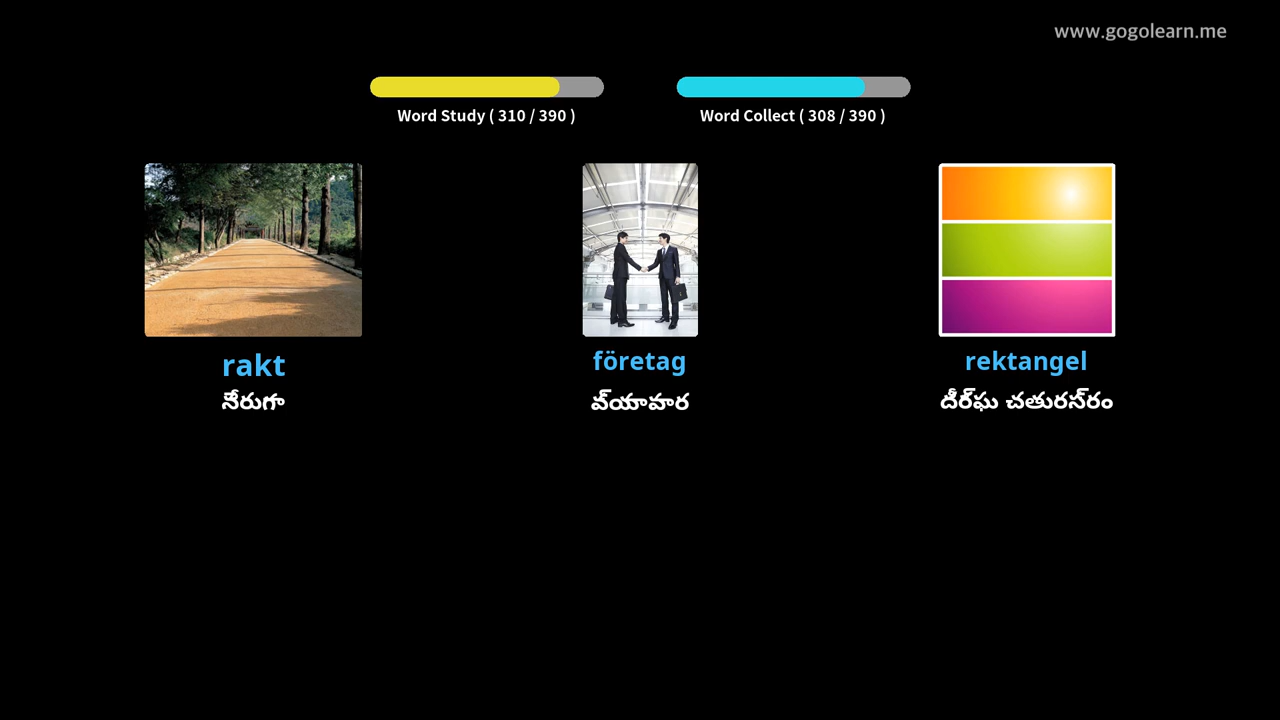 www.gogolearn.me
Word Study ( 310 / 390 )
Word Collect ( 308 / 390 )
rakt
företag
rektangel
నేరుగా
వ్‌యాపార
దీర్‌ఘ చతురస్‌రం